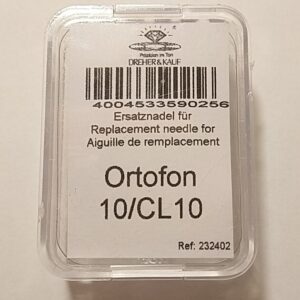 Präzision im Ton
DREHER & KAUF
4004533590256
Ersatznadel für
Replacement needle for
Aiguille de remplacement
Ortofon
10/CL10
Ref: 232402